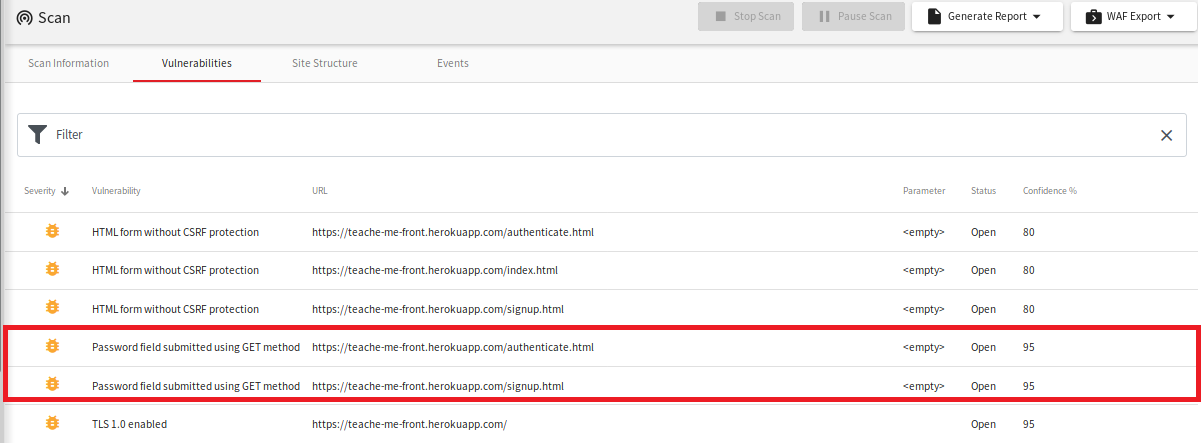 Scan Stop Scan Pause Scan Generate Report WAF Export
Scan Information Vulnerabilities Site Structure Events
Filter
Severity Vulnerability URL Parameter Status Confidence %
HTML form without CSRF protection https://teache-me-front.herokuapp.com/authenticate.html <empty> Open 80
HTML form without CSRF protection https://teache-me-front.herokuapp.com/index.html <empty> Open 80
HTML form without CSRF protection https://teache-me-front.herokuapp.com/signup.html <empty> Open 80
Password field submitted using GET method https://teache-me-front.herokuapp.com/authenticate.html <empty> Open 95
Password field submitted using GET method https://teache-me-front.herokuapp.com/signup.html <empty> Open 95
TLS 1.0 enabled https://teache-me-front.herokuapp.com/ Open 95